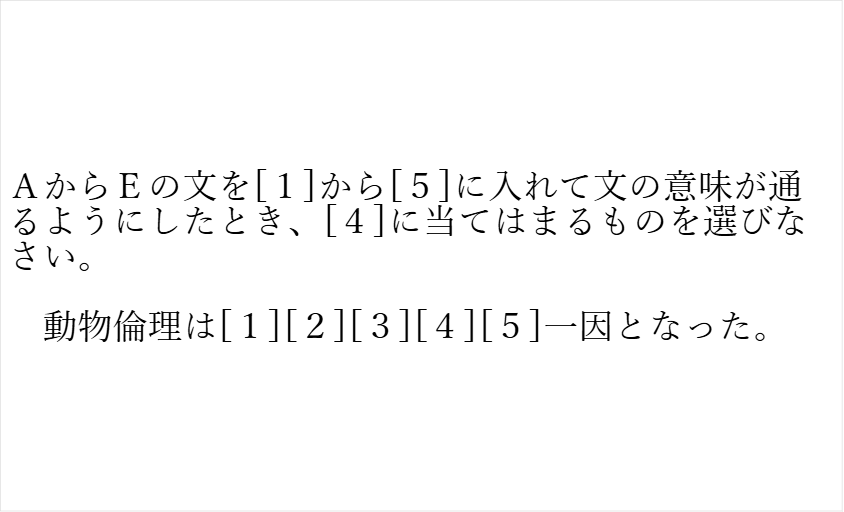 ＡからＥの文を[１]から[５]に入れて文の意味が通
るようにしたとき、[４]に当てはまるものを選びな
さい。
　動物倫理は[１][２][３][４][５]一因となった。